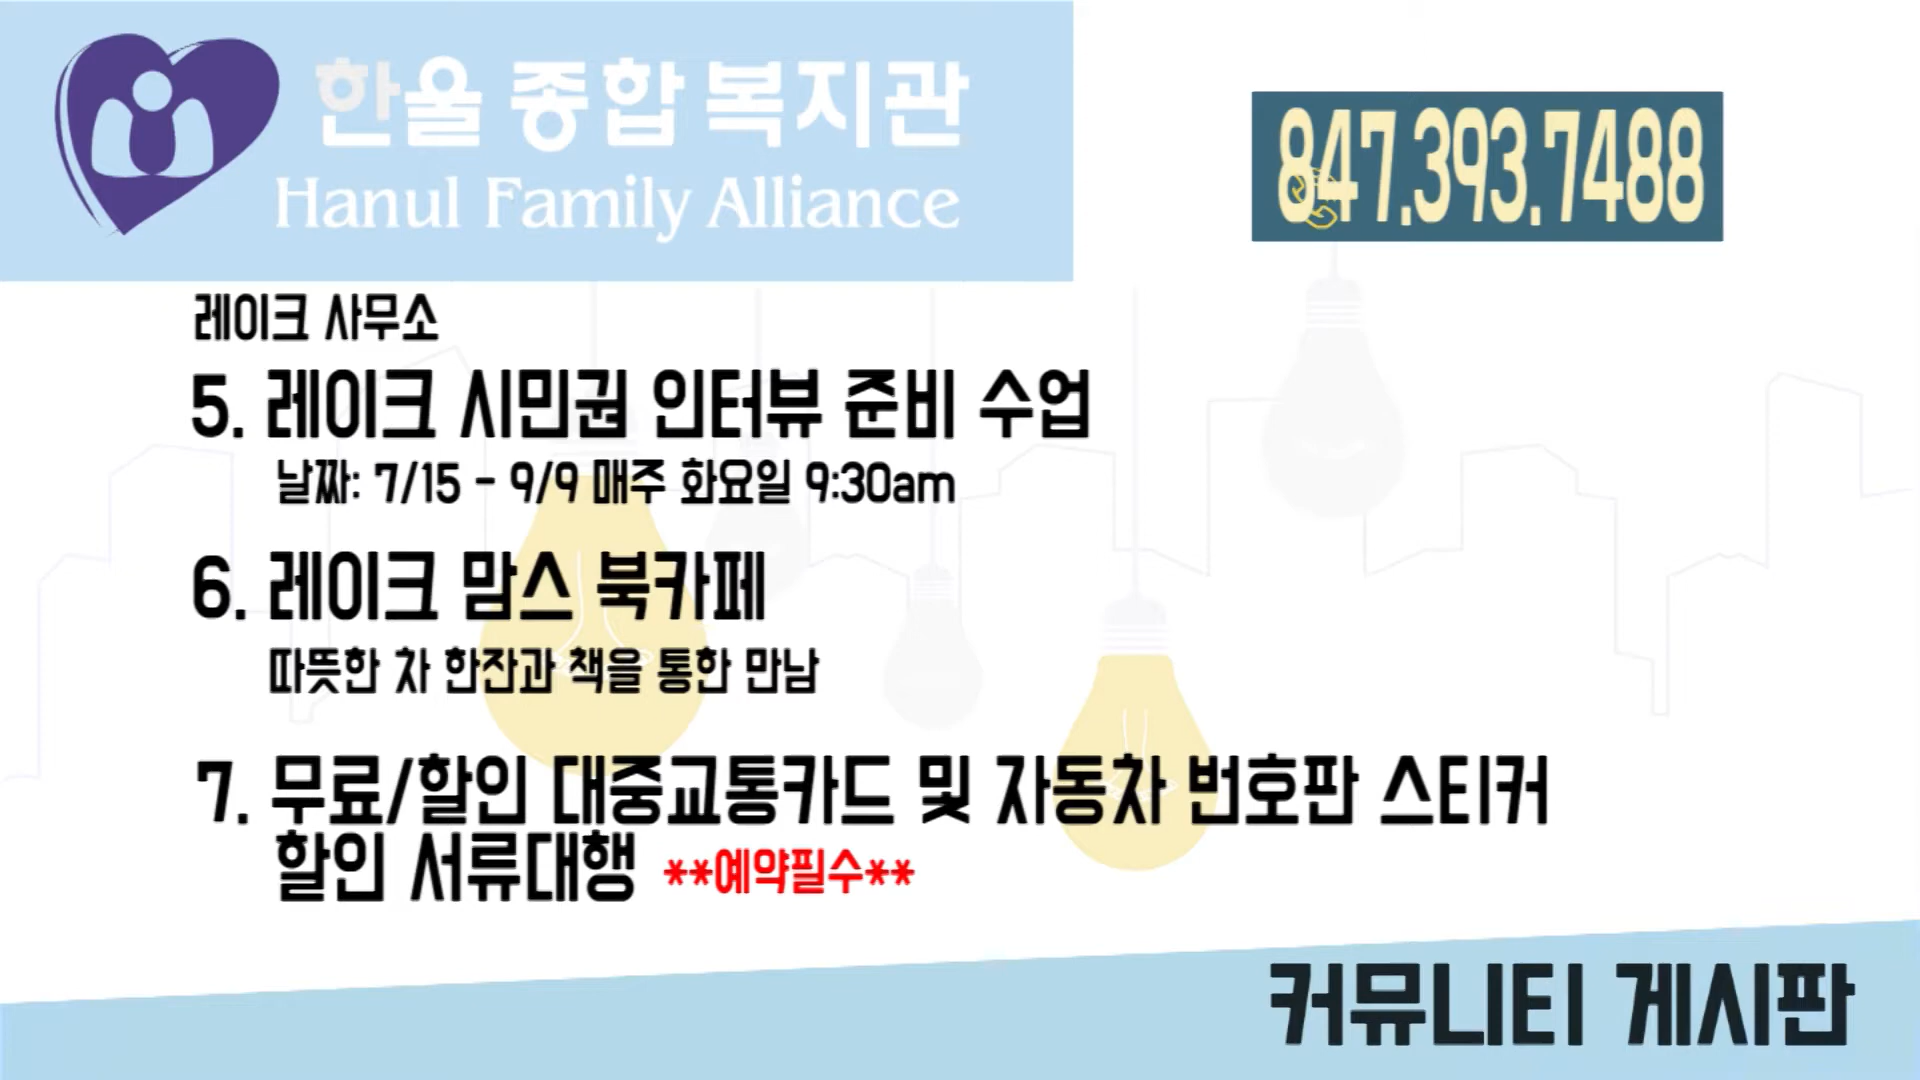 한울 종합 복지관
Hanul Family Alliance
847.393.7488
레이크 사무소
5. 레이크 시민권 인터뷰 준비 수업
날짜: 7/15 - 9/9 매주 화요일 9:30am
6. 레이크 맘스 북카페
따뜻한 차 한잔과 책을 통한 만남
7. 무료/할인 대중교통카드 및 자동차 번호판 스티커
할인 서류대행 **예약필수**
커뮤니티 게시판